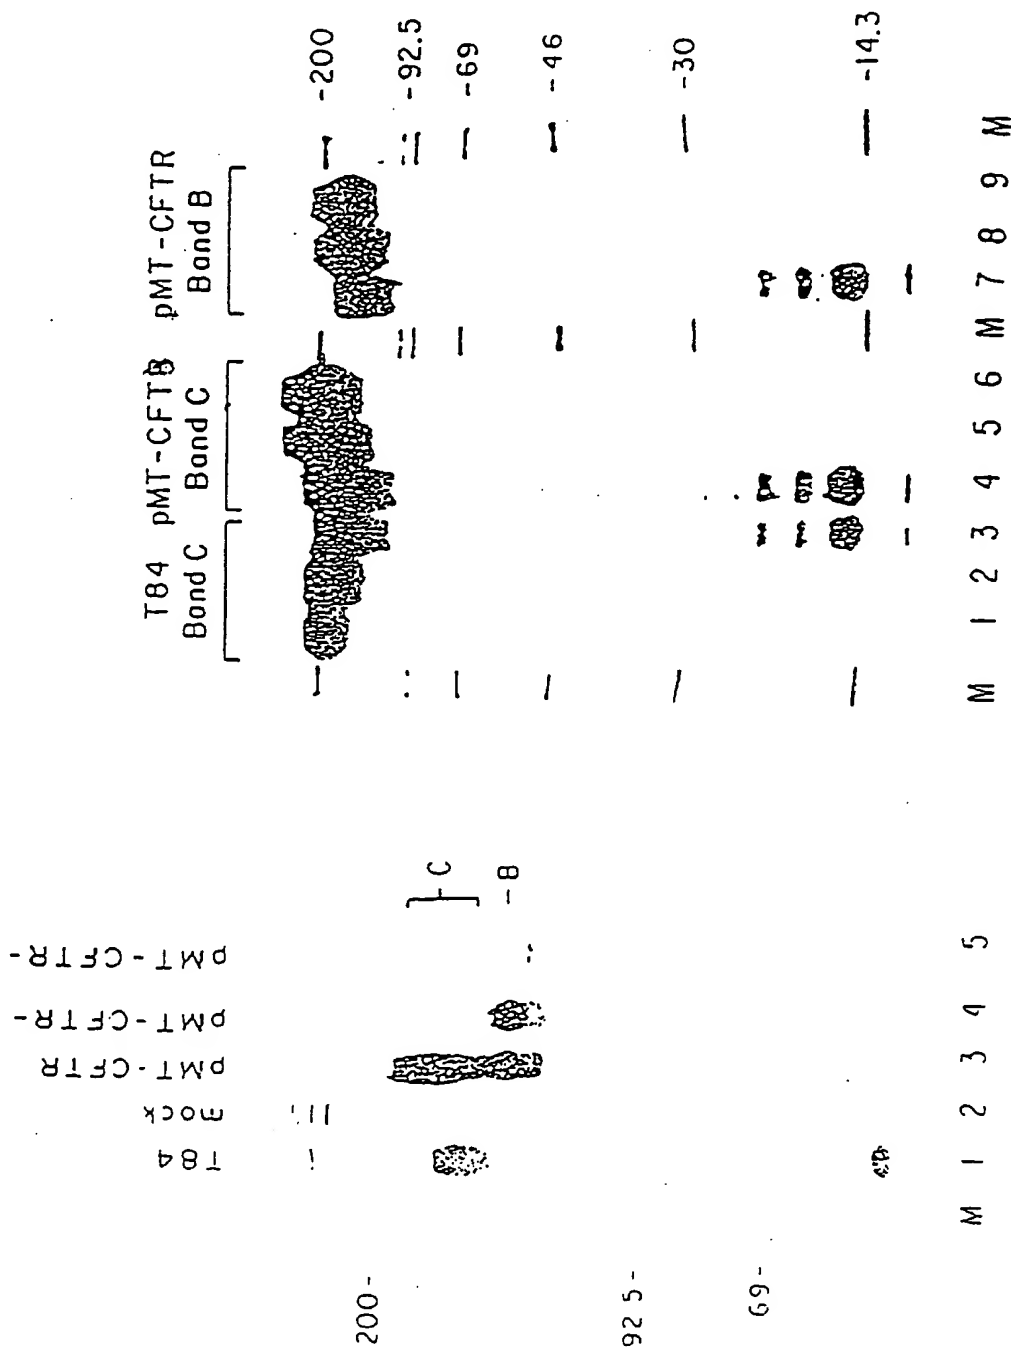 T84 pMT-CFTR pMT-CFTR
Band C Band C Band B
-200
-92.5
-69
-46
-30
-14.3
M 1 2 3 4 5 6 M 7 8 9 M
T84
mock
pMT-CFTR
pMT-CFTR-
pMT-CFTR-
C
-B
200-
92 5-
69-
M 1 2 3 4 5